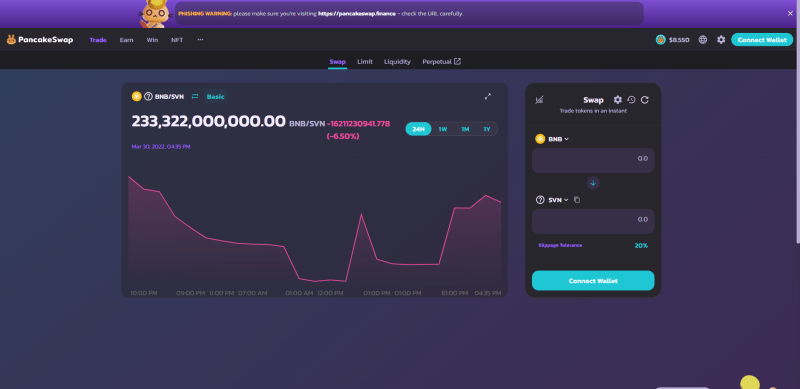 PHISHING WARNING: please make sure you're visiting https://pancakeswap.finance - check the URL carefully.
PancakeSwap Trade Earn Win NFT ... $8.550 Connect Wallet
Swap Limit Liquidity Perpetual
BNB/SVN Basic
233,322,000,000.00 BNB/SVN -16211230941.778
(-6.50%)
24H 1W 1M 1Y
Mar 30, 2022, 04:35 PM
10:00 PM 09:00 PM 11:00 PM 07:00 AM 03:00 AM 12:00 PM 01:00 PM 05:00 PM 10:00 PM 04:35 PM
Swap
Trade tokens in an instant
BNB
0.0
SVN
0.0
Slippage Tolerance 20%
Connect Wallet